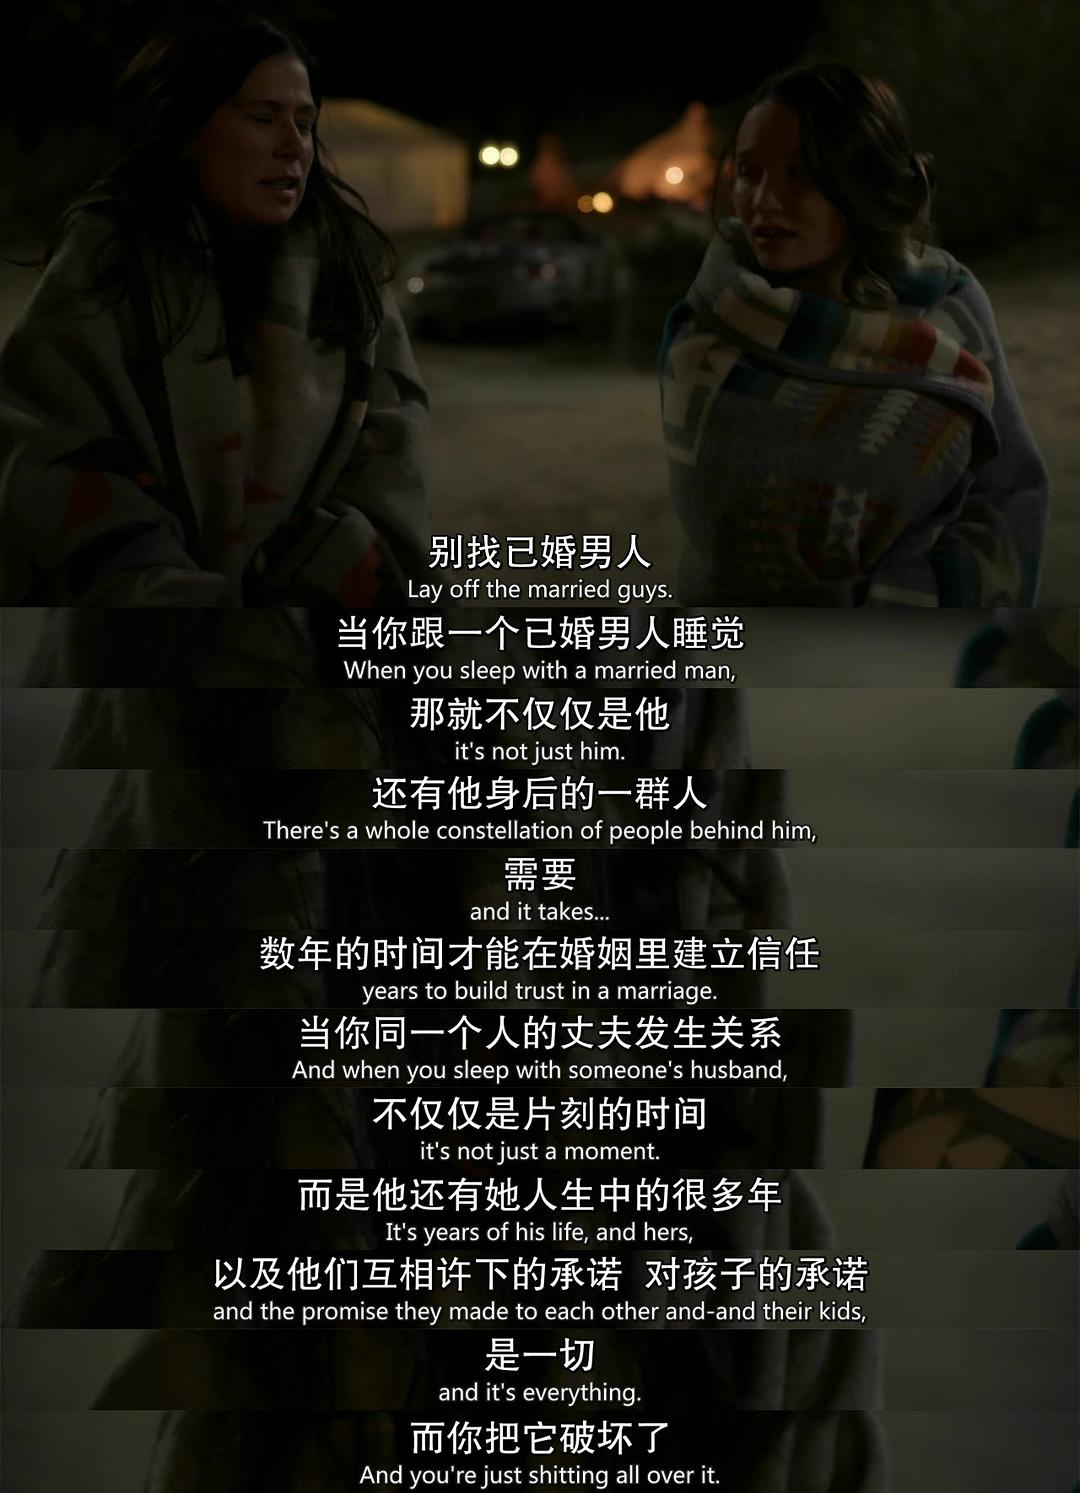 别找已婚男人
Lay off the married guys.
当你跟一个已婚男人睡觉
When you sleep with a married man,
那就不仅仅是他
it's not just him.
还有他身后的一群人
There's a whole constellation of people behind him,
需要
and it takes...
数年的时间才能在婚姻里建立信任
years to build trust in a marriage.
当你同一个人的丈夫发生关系
And when you sleep with someone's husband,
不仅仅是片刻的时间
it's not just a moment.
而是他还有她人生中的很多年
It's years of his life, and hers,
以及他们互相许下的承诺 对孩子的承诺
and the promise they made to each other and-and their kids,
是一切
and it's everything.
而你把它破坏了
And you're just shitting all over it.